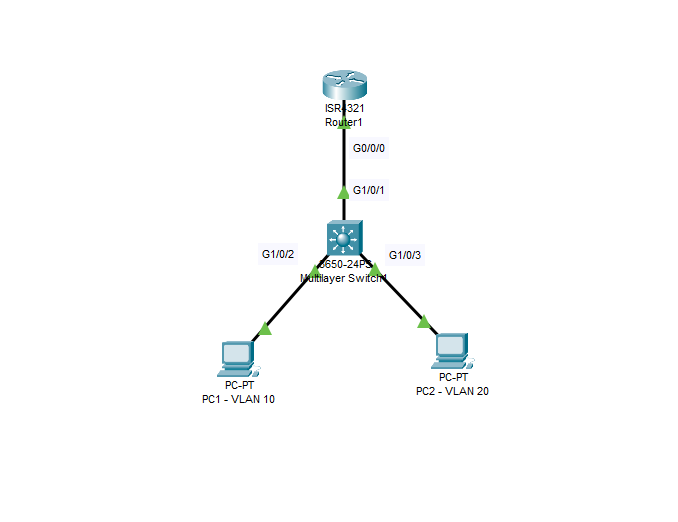 ISR4321
Router1
G0/0/0
G1/0/1
G1/0/2
G1/0/3
3650-24PS
Multilayer Switch1
PC-PT
PC1 - VLAN 10
PC-PT
PC2 - VLAN 20